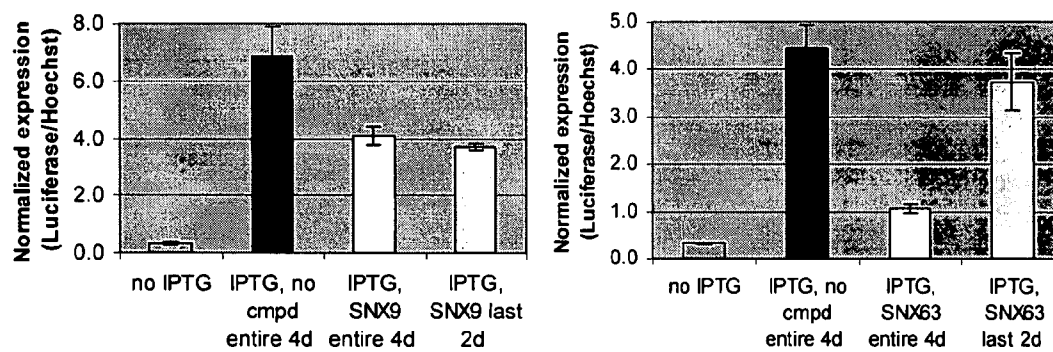 Normalized expression
(Luciferase/Hoechst)
8.0
6.0
4.0
2.0
0.0
no IPTG
IPTG, no
cmpd
entire 4d
IPTG,
SNX9
entire 4d
IPTG,
SNX9 last
2d
Normalized expression
(Luciferase/Hoechst)
5.0
4.0
3.0
2.0
1.0
0.0
no IPTG
IPTG, no
cmpd
entire 4d
IPTG,
SNX63
entire 4d
IPTG,
SNX63
last 2d